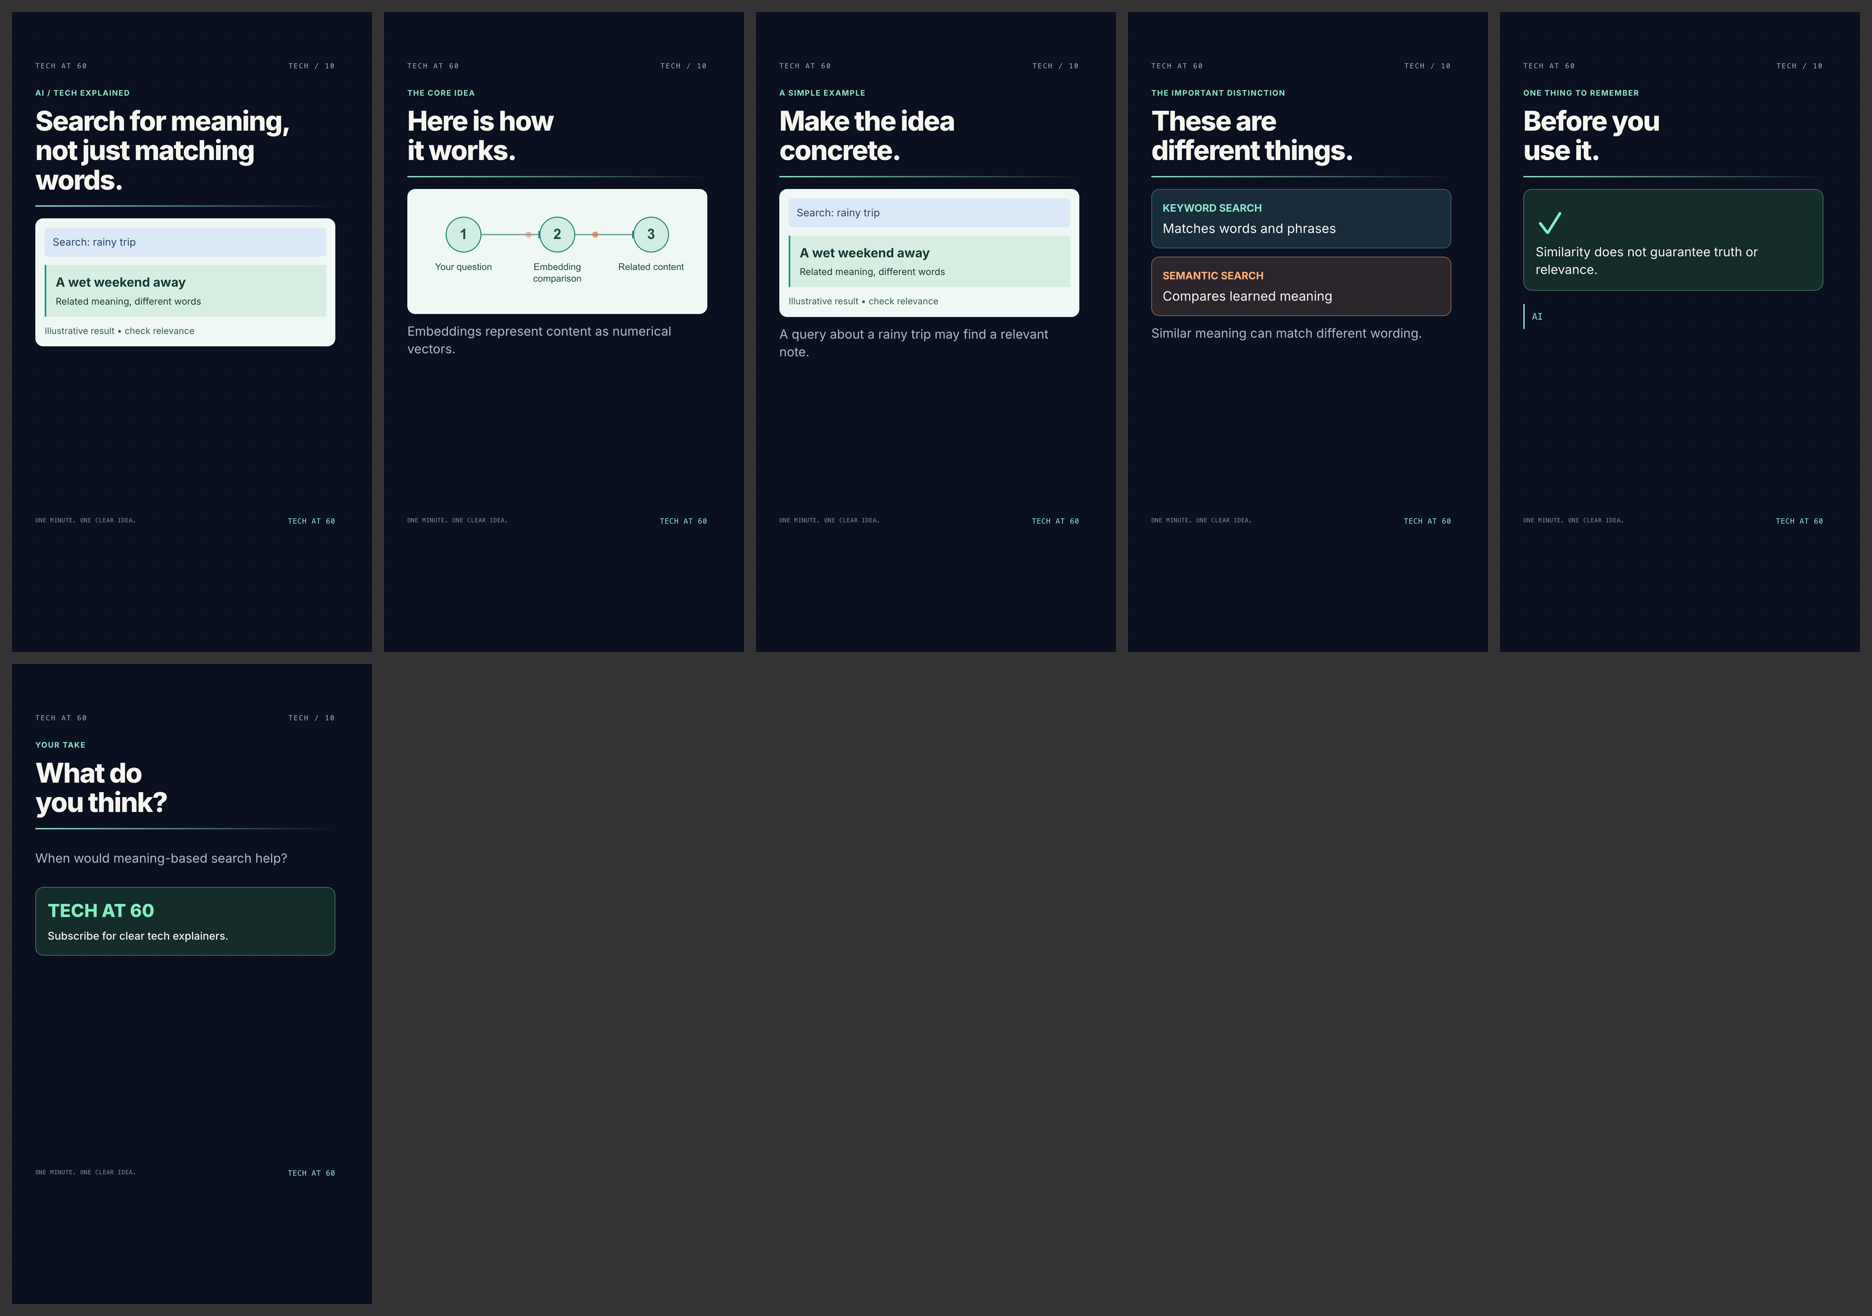 TECH AT 60
TECH / 10
AI / TECH EXPLAINED
Search for meaning,
not just matching
words.
Search: rainy trip
A wet weekend away
Related meaning, different words
Illustrative result • check relevance
ONE MINUTE. ONE CLEAR IDEA.
TECH AT 60
TECH AT 60
TECH / 10
THE CORE IDEA
Here is how
it works.
1
2
3
Your question
Embedding
comparison
Related content
Embeddings represent content as numerical
vectors.
ONE MINUTE. ONE CLEAR IDEA.
TECH AT 60
TECH AT 60
TECH / 10
A SIMPLE EXAMPLE
Make the idea
concrete.
Search: rainy trip
A wet weekend away
Related meaning, different words
Illustrative result • check relevance
A query about a rainy trip may find a relevant
note.
ONE MINUTE. ONE CLEAR IDEA.
TECH AT 60
TECH AT 60
TECH / 10
THE IMPORTANT DISTINCTION
These are
different things.
KEYWORD SEARCH
Matches words and phrases
SEMANTIC SEARCH
Compares learned meaning
Similar meaning can match different wording.
ONE MINUTE. ONE CLEAR IDEA.
TECH AT 60
TECH AT 60
TECH / 10
ONE THING TO REMEMBER
Before you
use it.
Similarity does not guarantee truth or
relevance.
AI
ONE MINUTE. ONE CLEAR IDEA.
TECH AT 60
TECH AT 60
TECH / 10
YOUR TAKE
What do
you think?
When would meaning-based search help?
TECH AT 60
Subscribe for clear tech explainers.
ONE MINUTE. ONE CLEAR IDEA.
TECH AT 60